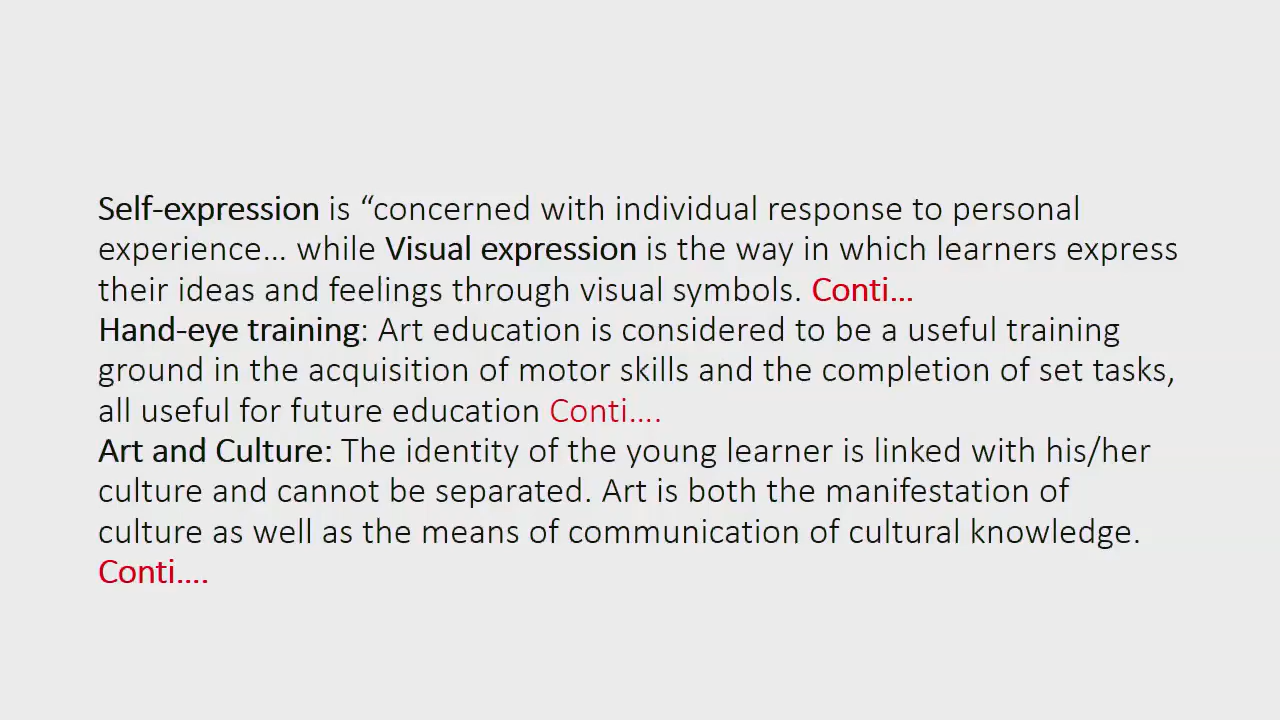 Self-expression is “concerned with individual response to personal
experience… while Visual expression is the way in which learners express
their ideas and feelings through visual symbols. Conti…
Hand-eye training: Art education is considered to be a useful training
ground in the acquisition of motor skills and the completion of set tasks,
all useful for future education Conti….
Art and Culture: The identity of the young learner is linked with his/her
culture and cannot be separated. Art is both the manifestation of
culture as well as the means of communication of cultural knowledge.
Conti….